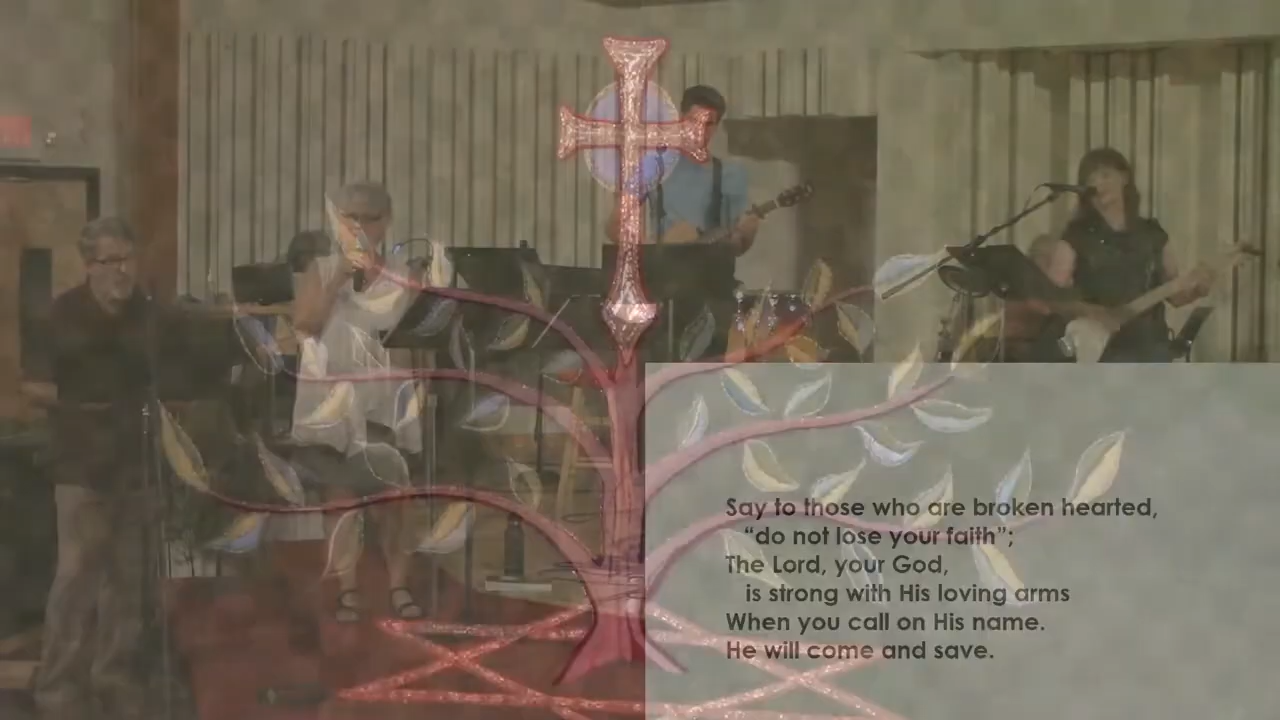 Say to those who are broken hearted,
“do not lose your faith”;
The Lord, your God,
is strong with His loving arms
When you call on His name.
He will come and save.